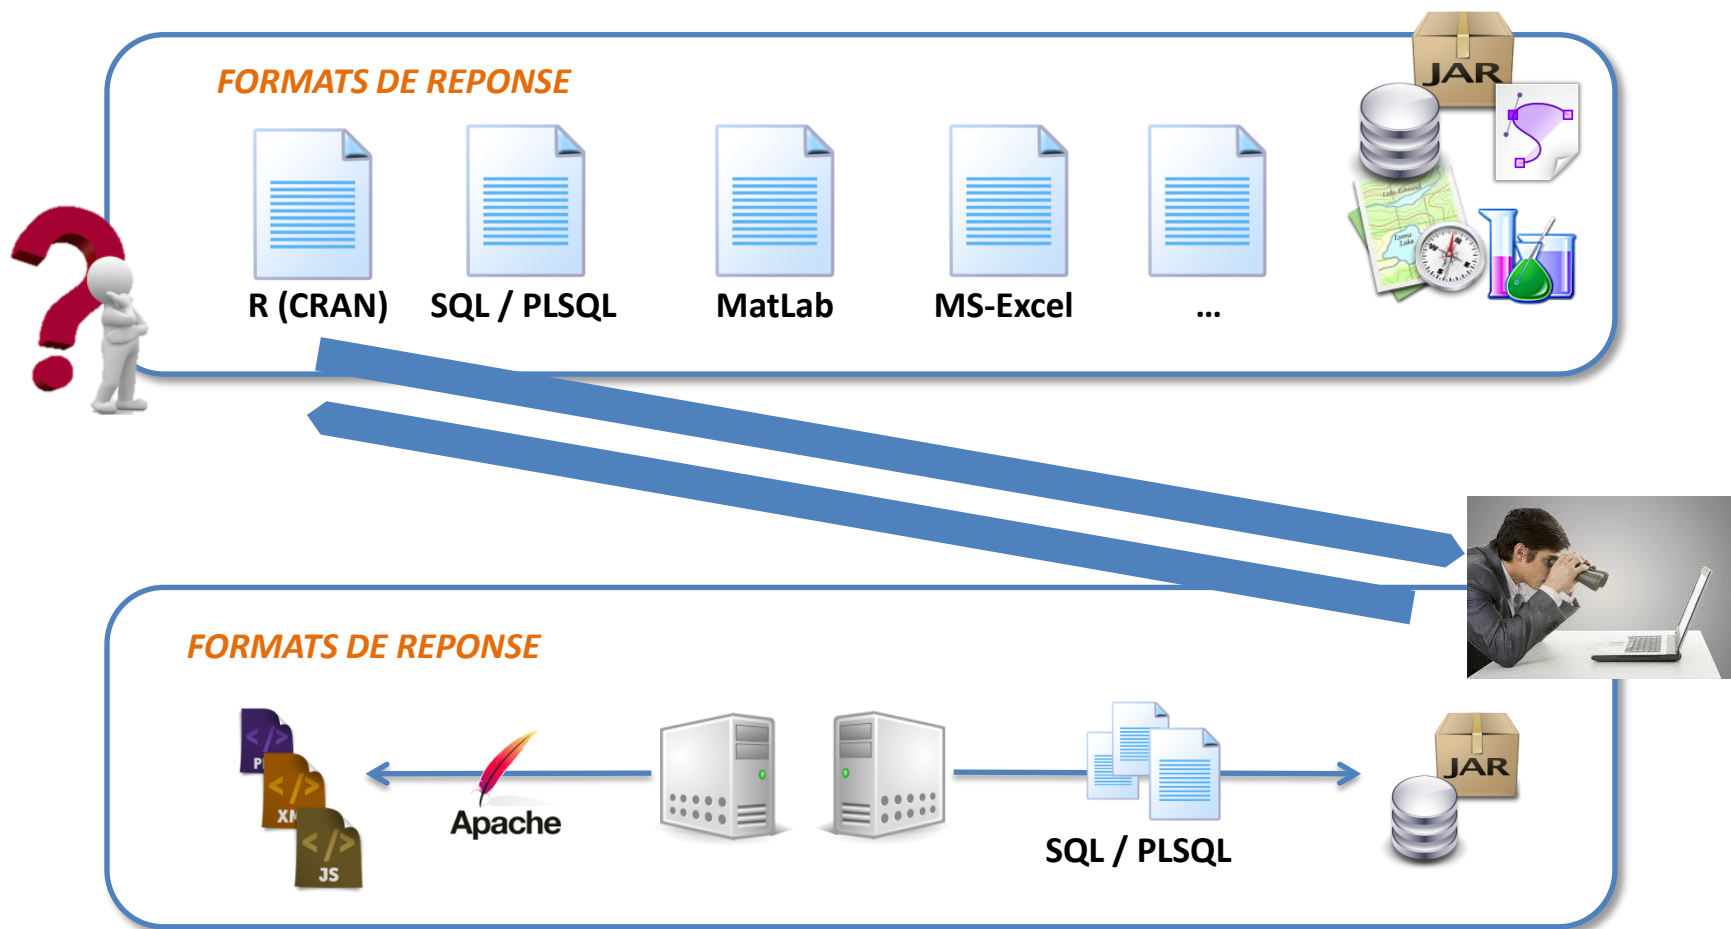 FORMATS DE REPONSE
JAR
R (CRAN)
SQL / PLSQL
MatLab
MS-Excel
...
FORMATS DE REPONSE
JS
Apache
SQL / PLSQL
JAR